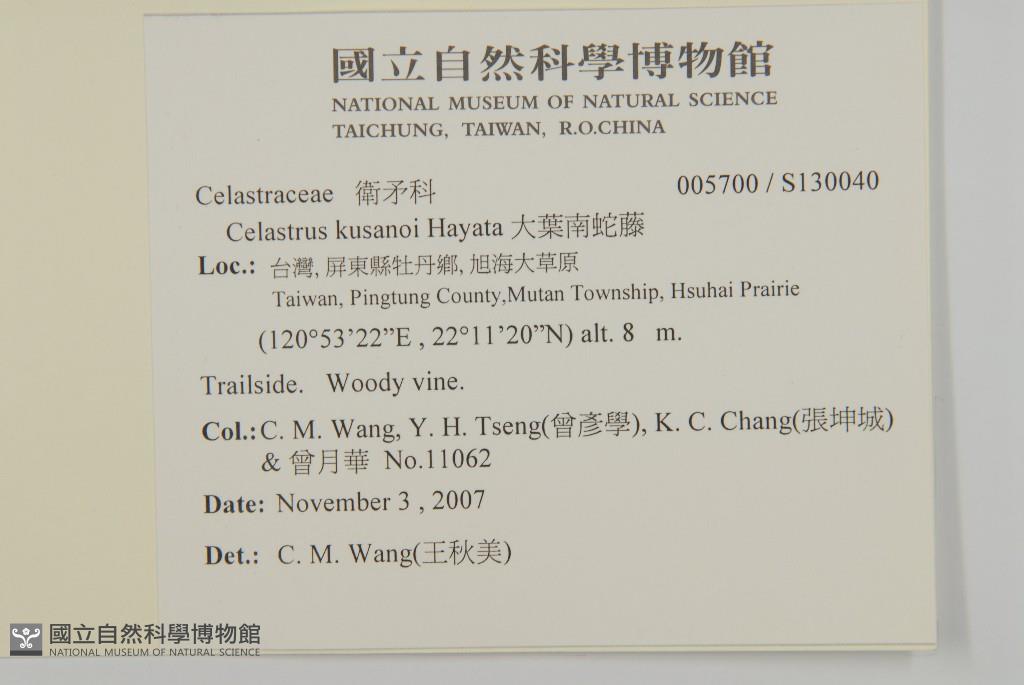 國立自然科學博物館
NATIONAL MUSEUM OF NATURAL SCIENCE
TAICHUNG, TAIWAN, R.O.CHINA
Celastraceae 衛矛科 005700 / S130040
Celastrus kusanoi Hayata 大葉南蛇藤
Loc.: 台灣, 屏東縣牡丹鄉, 旭海大草原
Taiwan, Pingtung County,Mutan Township, Hsuhai Prairie
(120°53’22”E , 22°11’20”N) alt. 8 m.
Trailside. Woody vine.
Col.: C. M. Wang, Y. H. Tseng(曾彥學), K. C. Chang(張坤城)
& 曾月華 No.11062
Date: November 3 , 2007
Det.: C. M. Wang(王秋美)
國立自然科學博物館
NATIONAL MUSEUM OF NATURAL SCIENCE